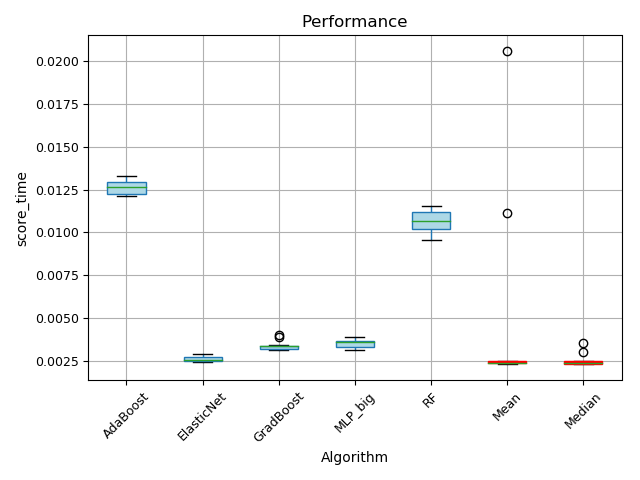 Performance
0.0200
0.0175
0.0150
0.0125
0.0100
0.0075
0.0050
0.0025
score_time
AdaBoost
ElasticNet
GradBoost
MLP_big
RF
Mean
Median
Algorithm